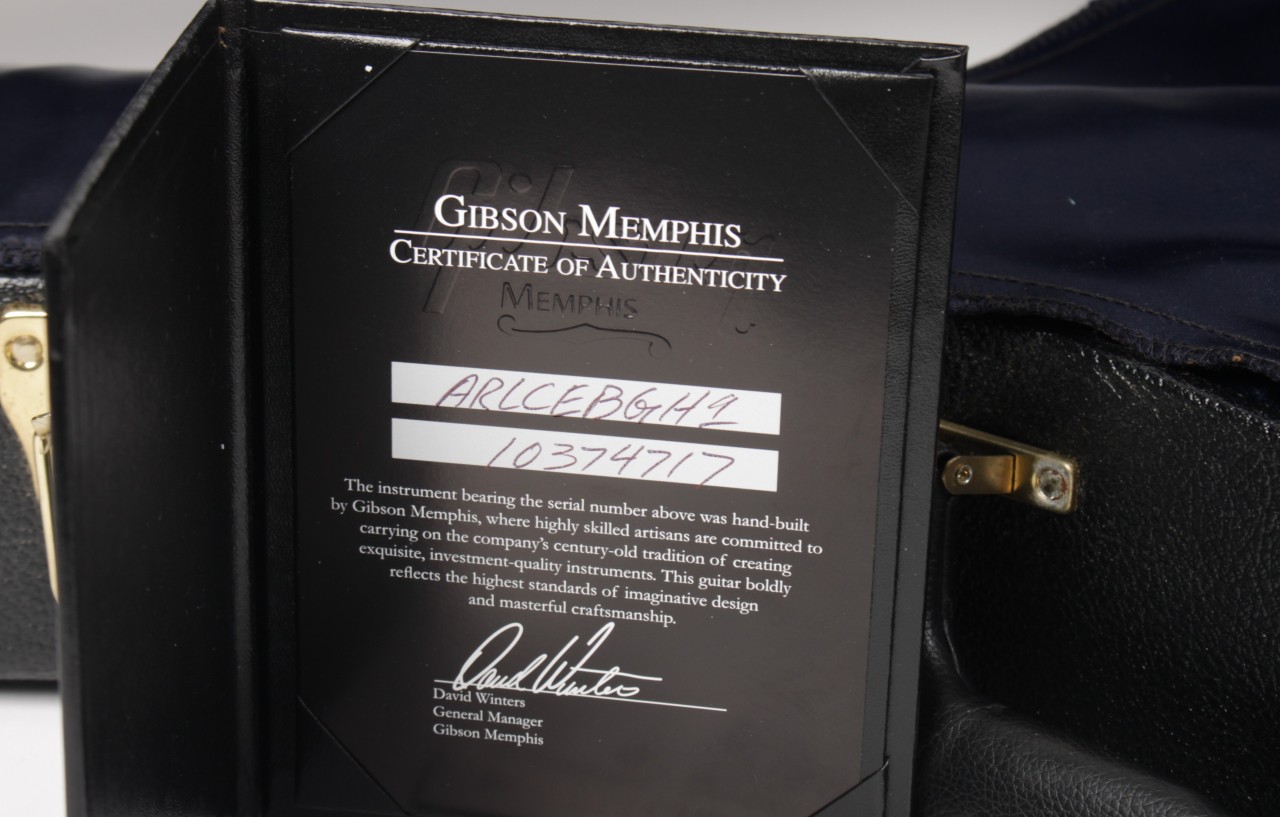 GIBSON MEMPHIS
CERTIFICATE OF AUTHENTICITY
Gibson
MEMPHIS
ARLCEBGH1
10374717
The instrument bearing the serial number above was hand-built
by Gibson Memphis, where highly skilled artisans are committed to
carrying on the company's century-old tradition of creating
exquisite, investment-quality instruments. This guitar boldly
reflects the highest standards of imaginative design
and masterful craftsmanship.
David Winters
David Winters
General Manager
Gibson Memphis